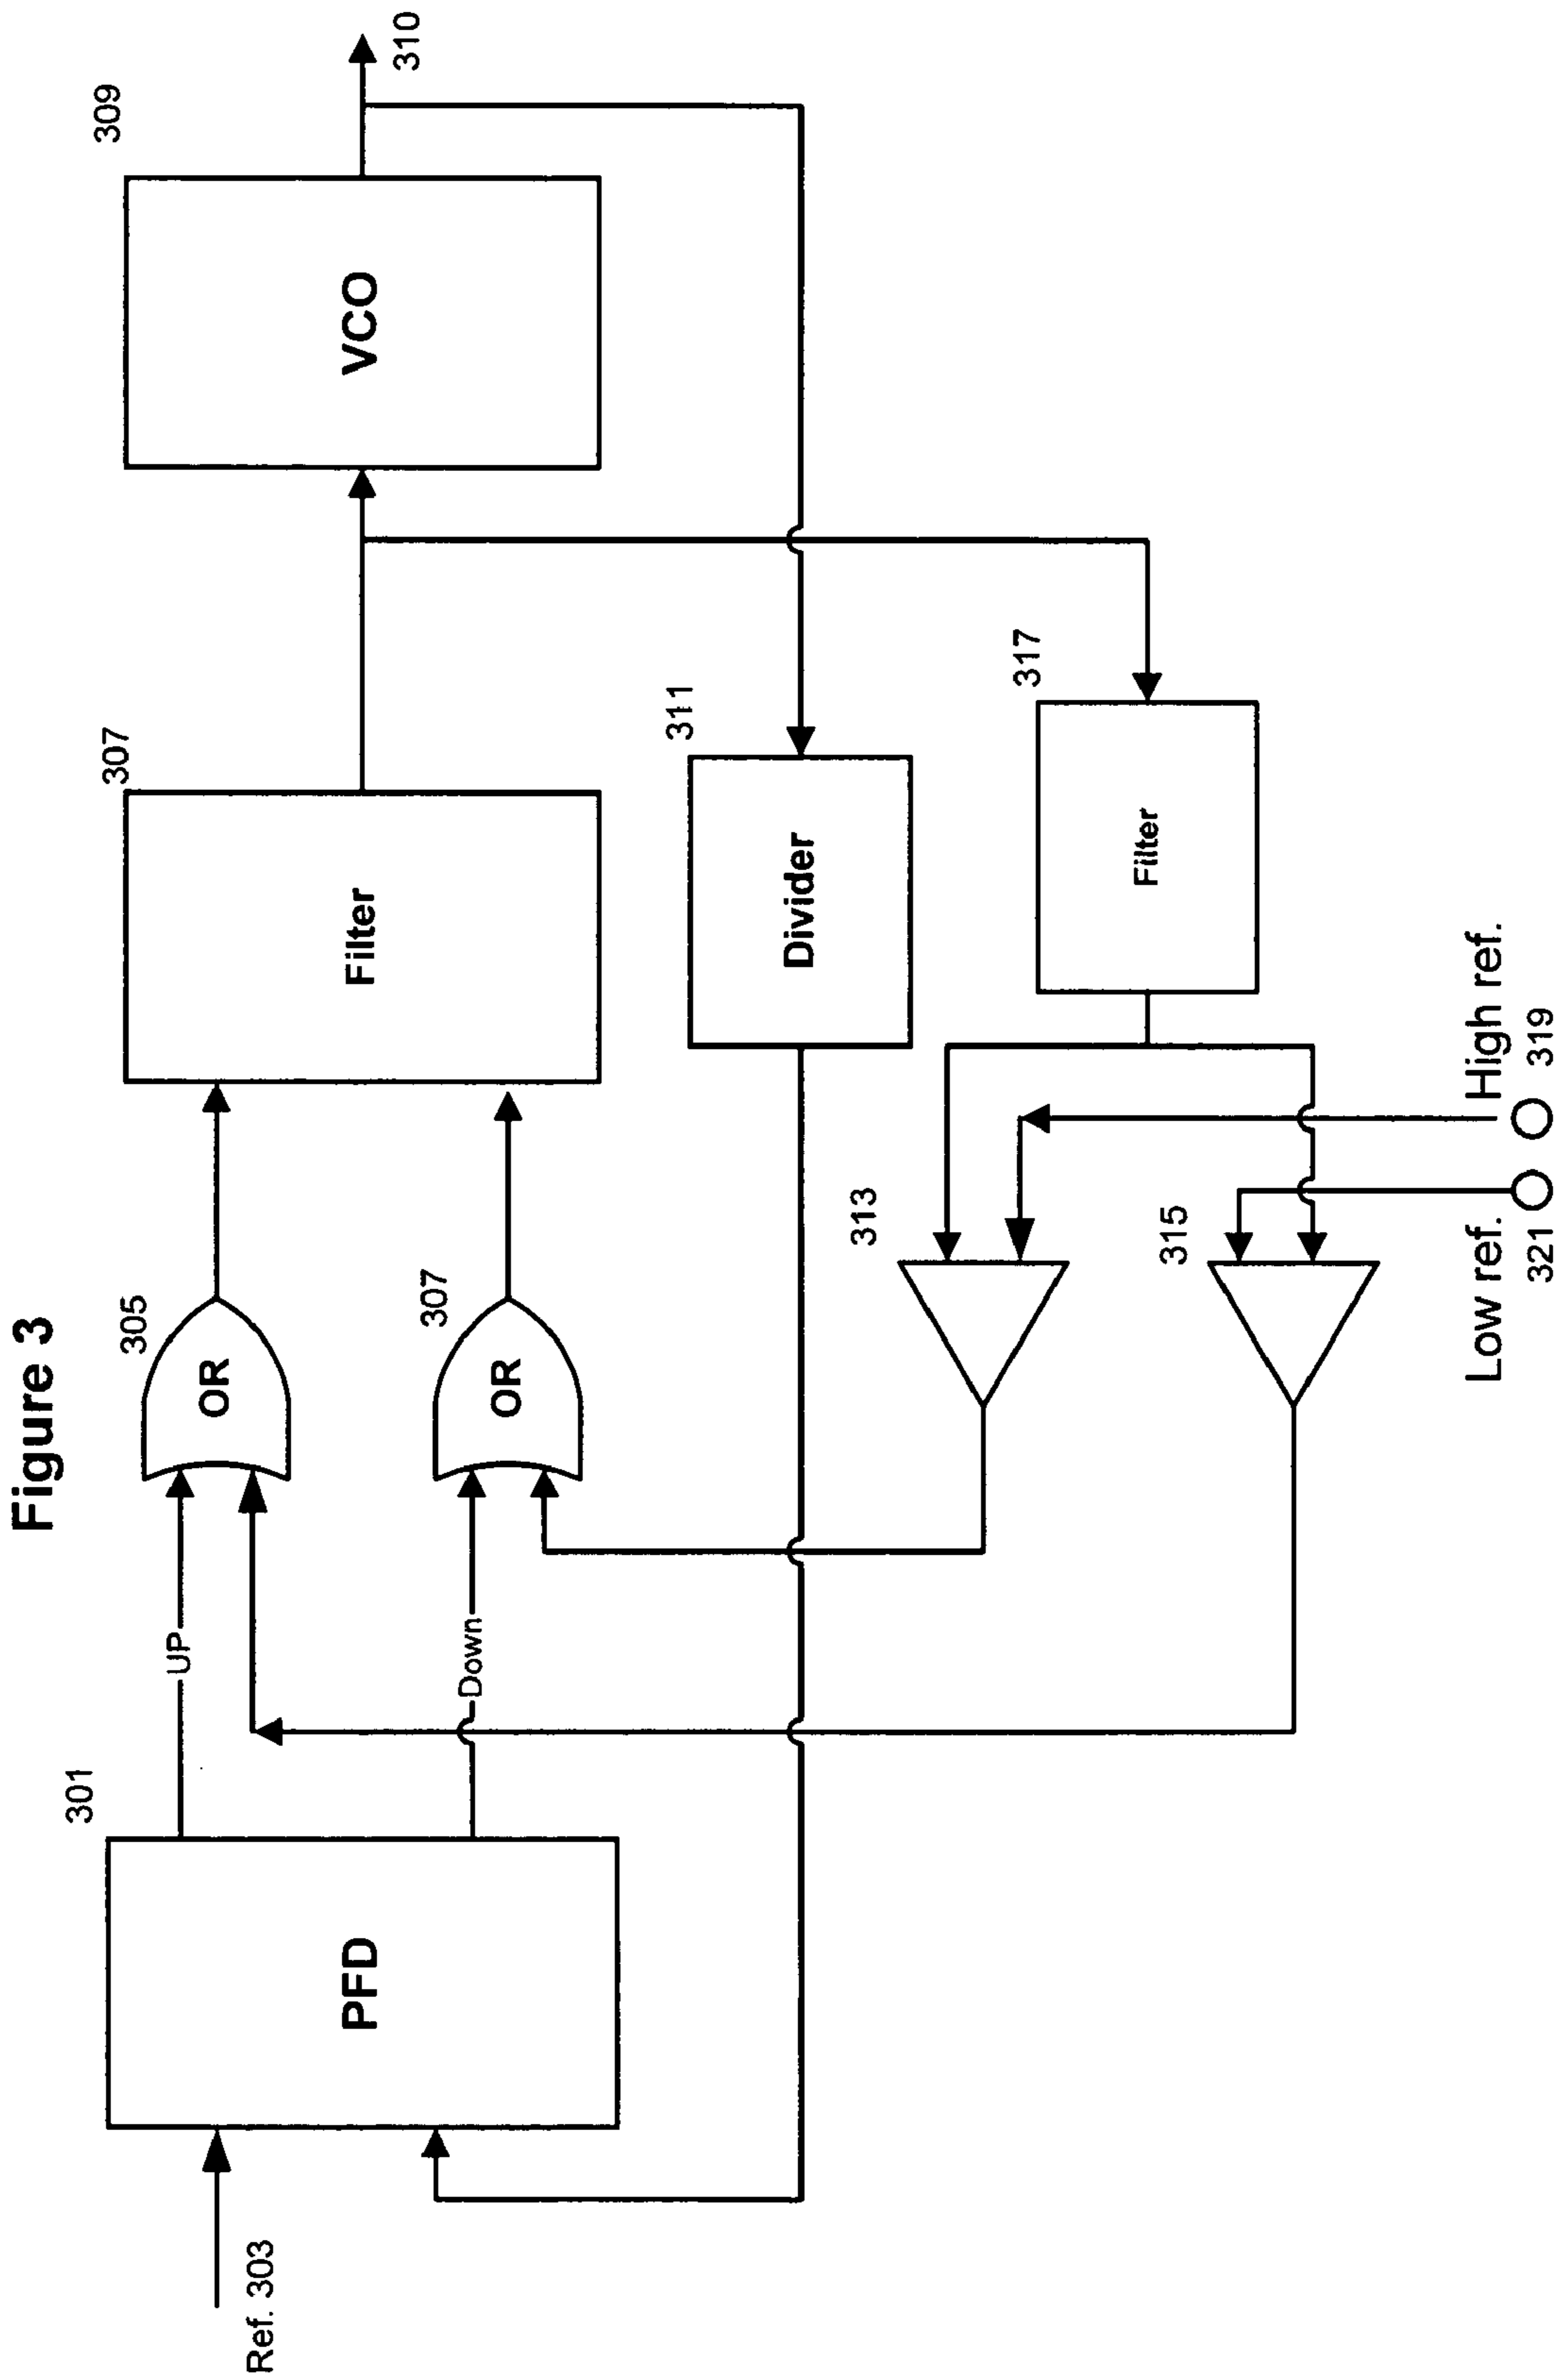 Figure 3
301
305
307
309
PFD
UP
OR
Filter
VCO
310
Ref. 303
Down
307
OR
311
Divider
313
317
Filter
315
Low ref.
High ref.
321
319